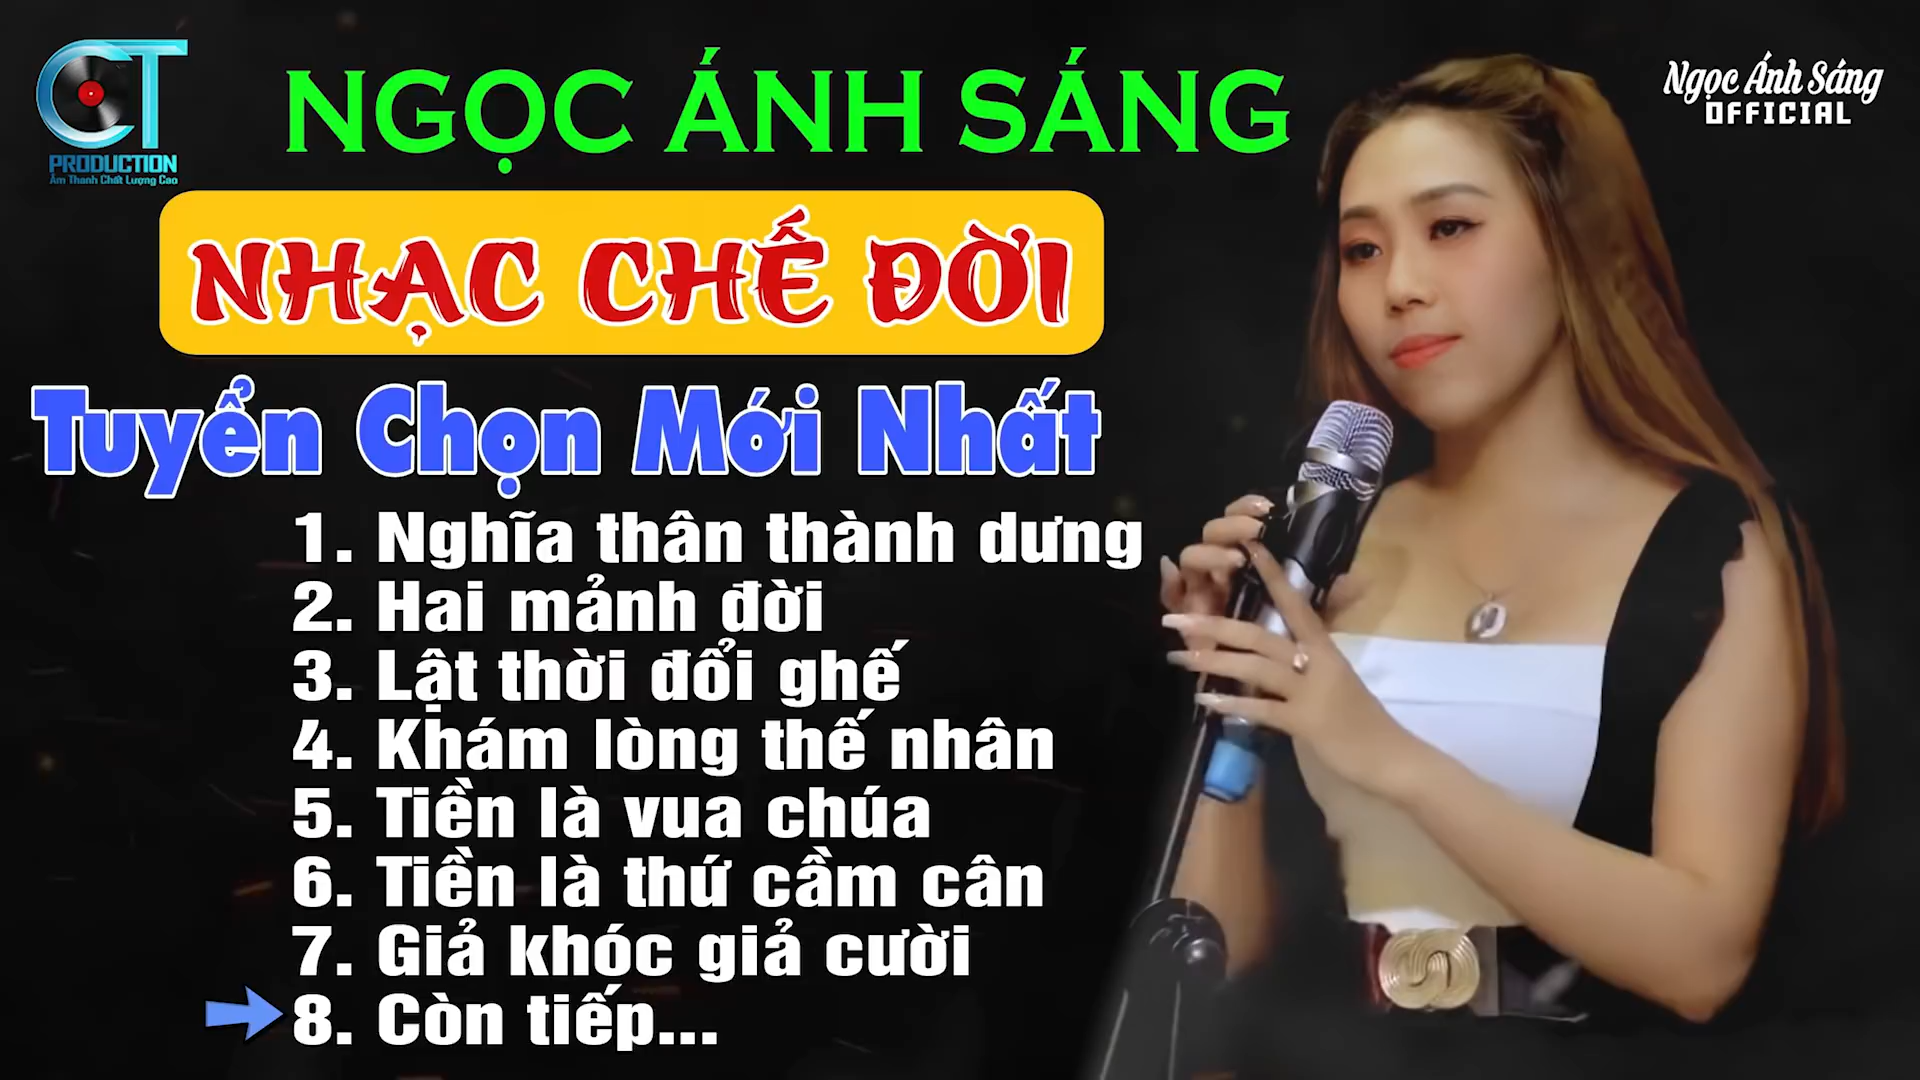 CT
PRODUCTION
Âm Thanh Chất Lượng Cao
NGỌC ÁNH SÁNG
Ngọc Ánh Sáng
OFFICIAL
NHẠC CHẾ ĐỜI
Tuyển Chọn Mới Nhất
1. Nghĩa thân thành dưng
2. Hai mảnh đời
3. Lật thời đổi ghế
4. Khám lòng thế nhân
5. Tiền là vua chúa
6. Tiền là thứ cầm cân
7. Giả khóc giả cười
8. Còn tiếp...